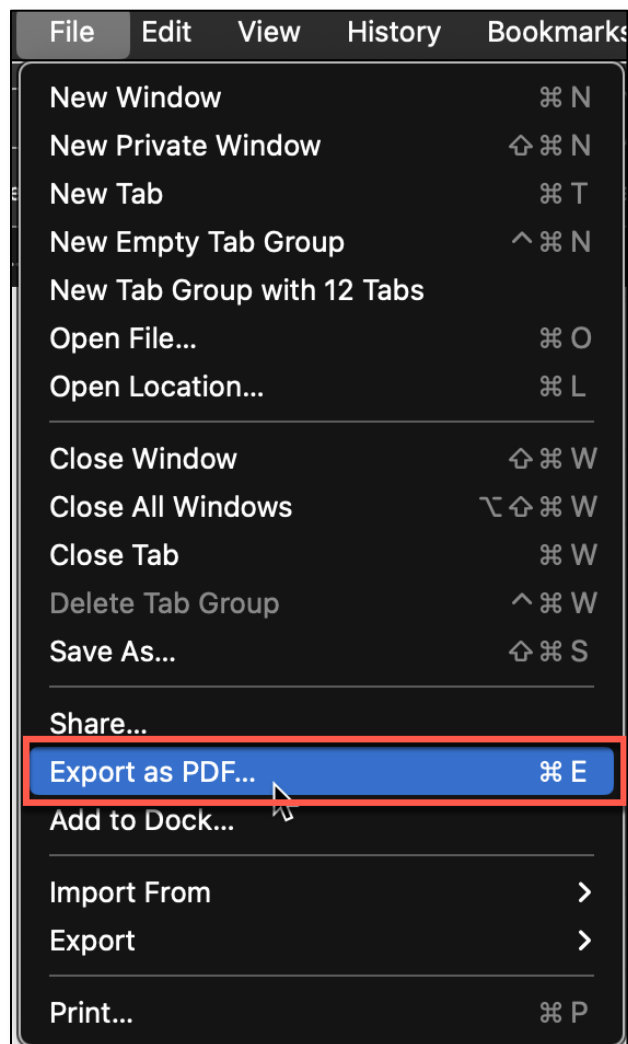 File Edit View History Bookmarks
New Window ⌘ N
New Private Window ⇧ ⌘ N
New Tab ⌘ T
New Empty Tab Group ^ ⌘ N
New Tab Group with 12 Tabs
Open File... ⌘ O
Open Location... ⌘ L
Close Window ⇧ ⌘ W
Close All Windows ⌥ ⇧ ⌘ W
Close Tab ⌘ W
Delete Tab Group ^ ⌘ W
Save As... ⇧ ⌘ S
Share...
Export as PDF... ⌘ E
Add to Dock...
Import From >
Export >
Print... ⌘ P